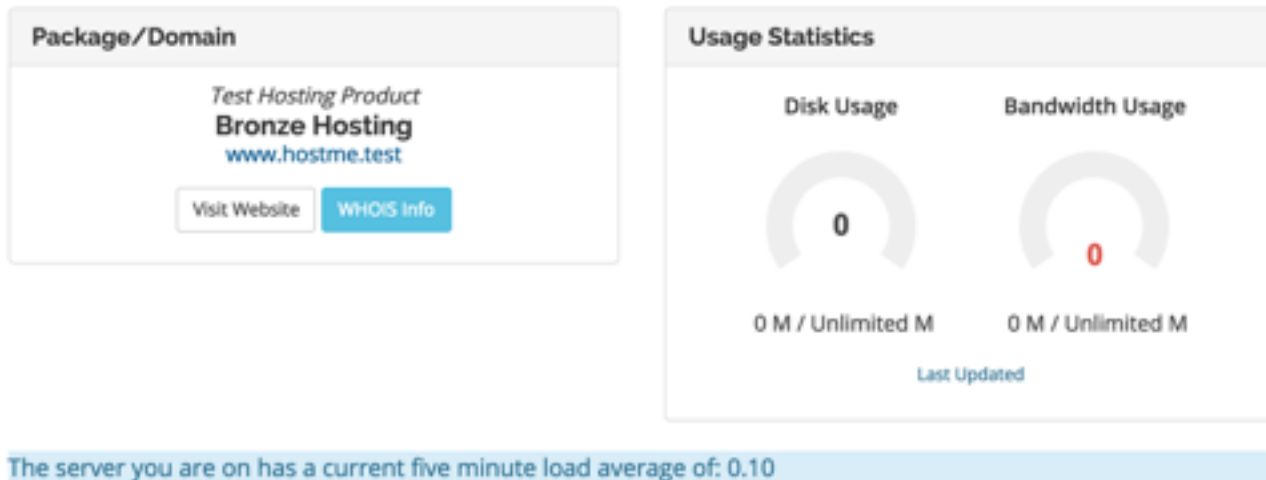 Package/Domain
Test Hosting Product
Bronze Hosting
www.hostme.test
Visit Website
WHOIS Info
Usage Statistics
Disk Usage
Bandwidth Usage
0
0
0 M / Unlimited M
0 M / Unlimited M
Last Updated
The server you are on has a current five minute load average of: 0.10